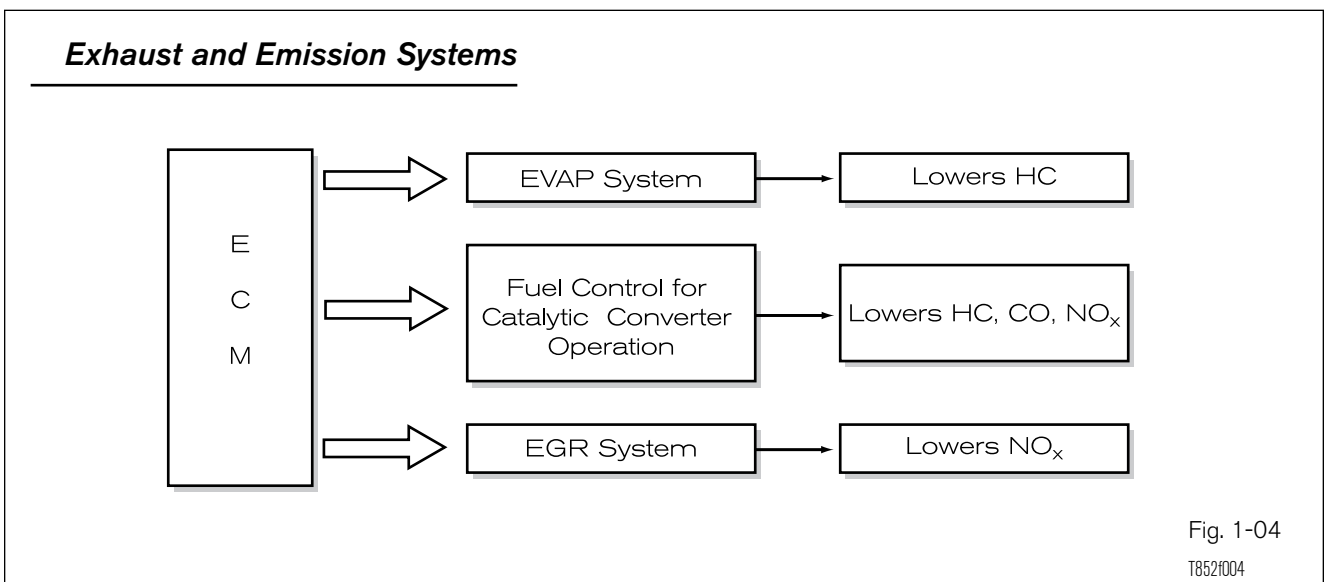 Exhaust and Emission Systems
E
C
M
EVAP System
Lowers HC
Fuel Control for
Catalytic Converter
Operation
Lowers HC, CO, NOx
EGR System
Lowers NOx
Fig. 1-04
T852f004